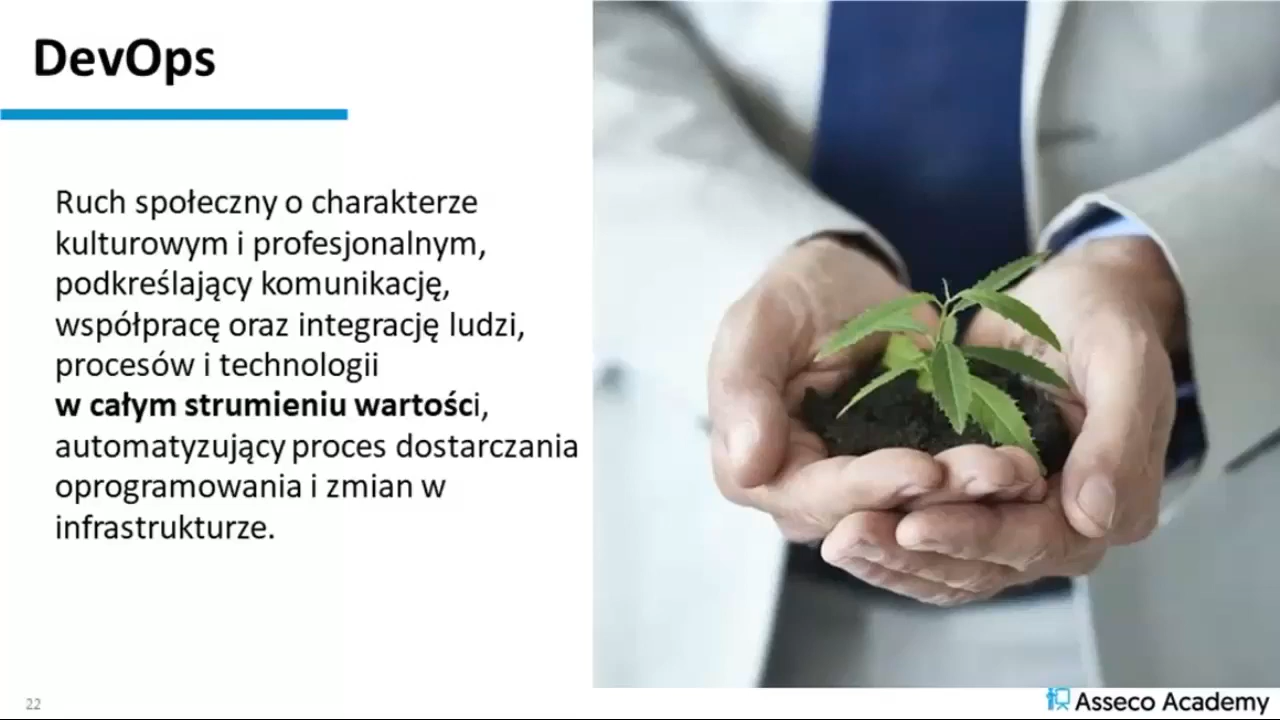 DevOps
Ruch społeczny o charakterze
kulturowym i profesjonalnym,
podkreślający komunikację,
współpracę oraz integrację ludzi,
procesów i technologii
w całym strumieniu wartości,
automatyzujący proces dostarczania
oprogramowania i zmian w
infrastrukturze.
22
Asseco Academy